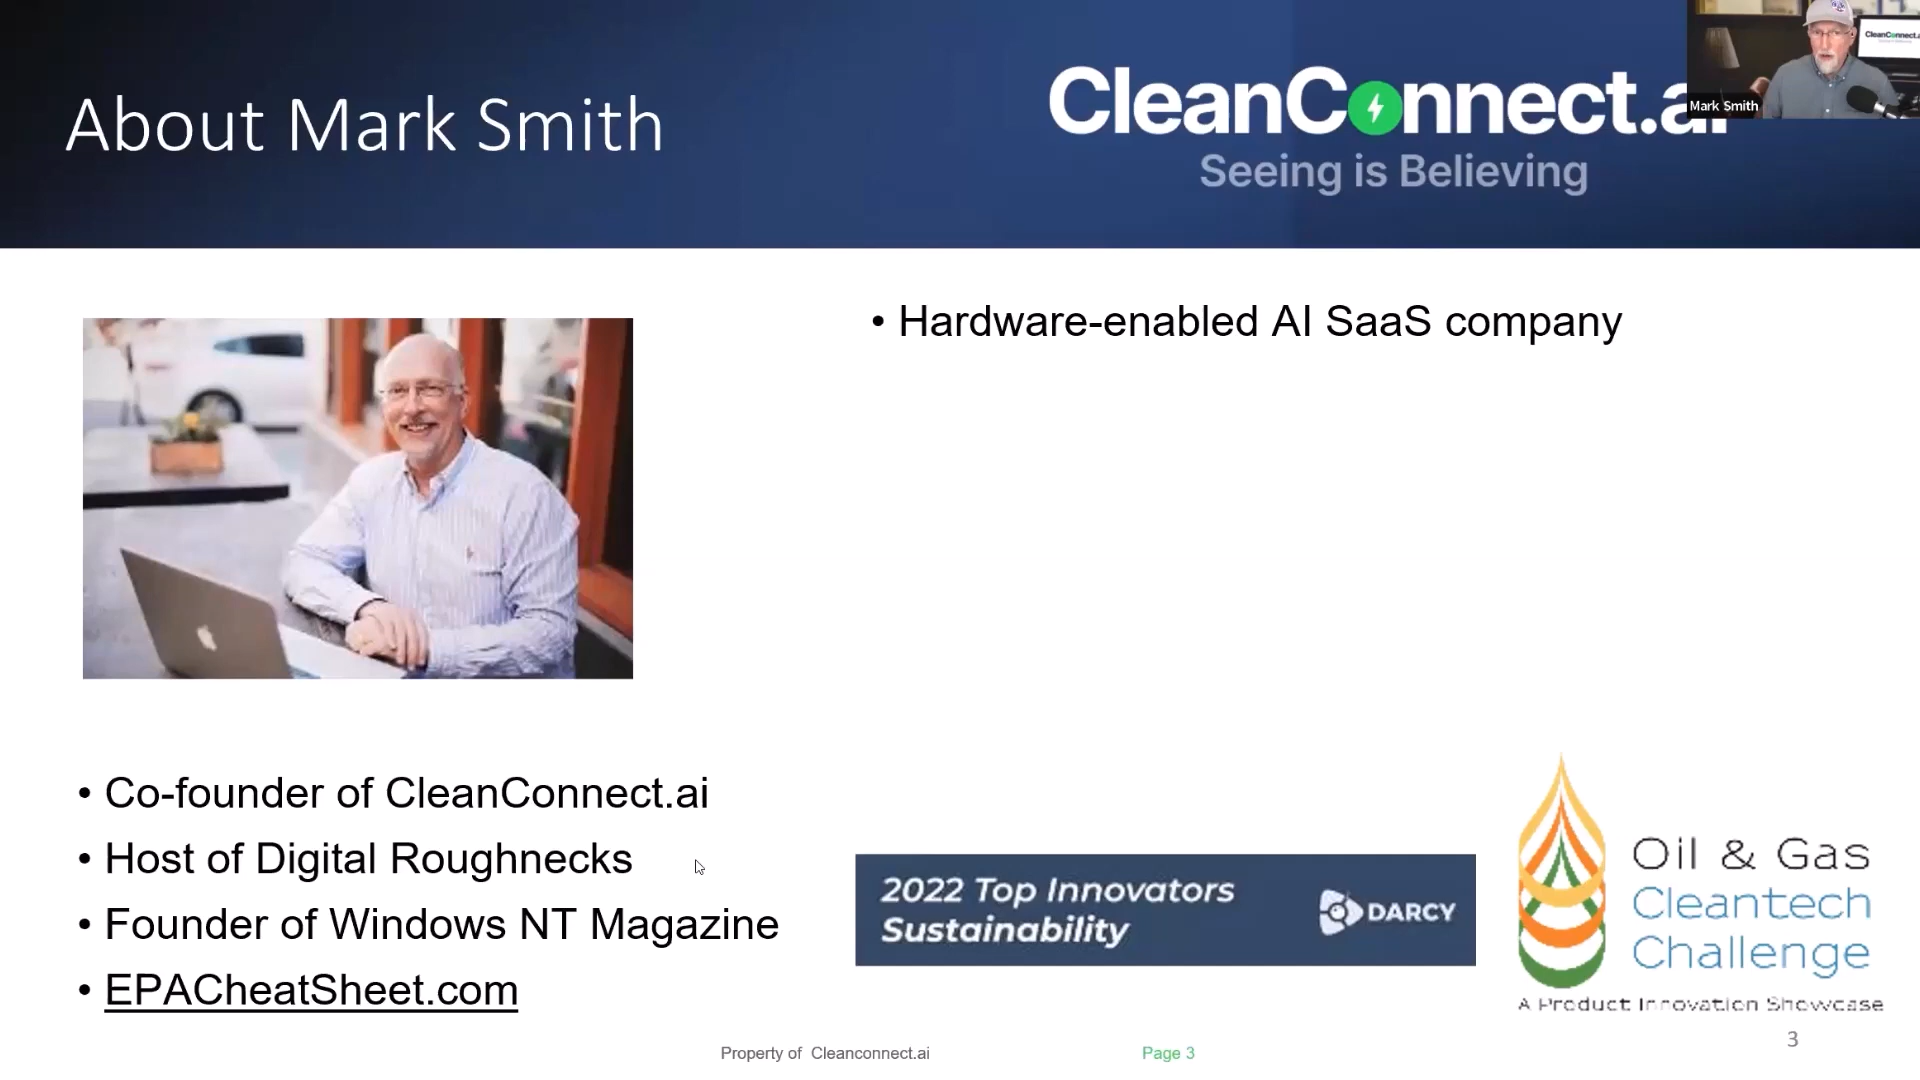 About Mark Smith
CleanConnect.ai
Seeing is Believing
CleanConnect.a
Mark Smith
• Hardware-enabled AI SaaS company
• Co-founder of CleanConnect.ai
• Host of Digital Roughnecks
• Founder of Windows NT Magazine
• EPACheatSheet.com
2022 Top Innovators
Sustainability
DARCY
Oil & Gas
Cleantech
Challenge
A Product Innovation Showcase
Property of Cleanconnect.ai
Page 3
3